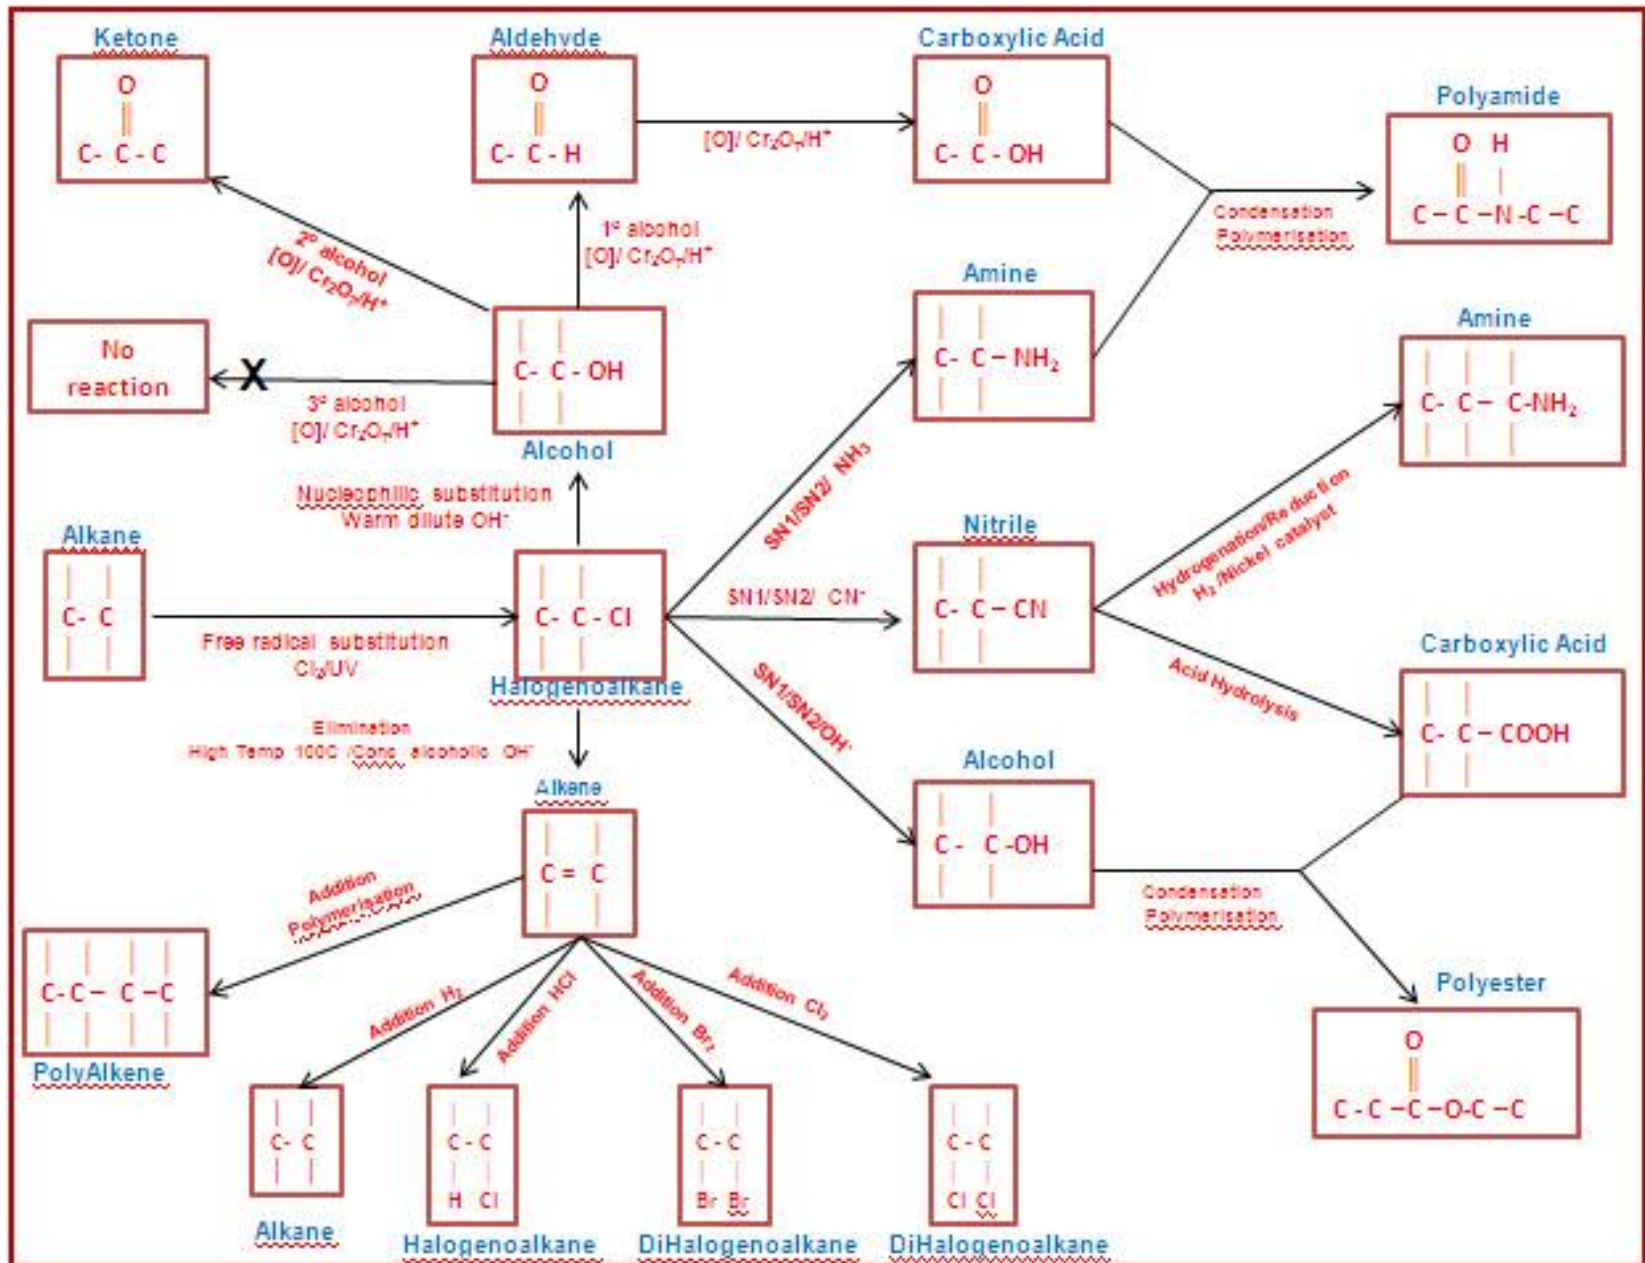 Ketone
O
||
C- C - C
Aldehyde
O
||
C- C - H
Carboxylic Acid
O
||
C- C - OH
[O]/ Cr₂O₇/H⁺
Polyamide
O H
|| |
C – C – N -C – C
Condensation
Polymerisation
2º alcohol
[O]/ Cr₂O₇/H⁺
1º alcohol
[O]/ Cr₂O₇/H⁺
No
reaction
X
3º alcohol
[O]/ Cr₂O₇/H⁺
C- C - OH
Alcohol
Amine
C- C – NH₂
Amine
C- C – C-NH₂
Nucleophilic substitution
Warm dilute OH⁻
SN1/SN2/ NH₃
Hydrogenation/Reduction
H₂ /Nickel catalyst
Alkane
C- C
Free radical substitution
Cl₂/UV
C- C - Cl
Halogenoalkane
SN1/SN2/ CN⁻
Nitrile
C- C – CN
Acid Hydrolysis
Carboxylic Acid
C- C – COOH
SN1/SN2/OH⁻
Elimination
High Temp 100C /Conc alcoholic OH⁻
Alkene
C = C
Alcohol
C - C -OH
Condensation
Polymerisation
Addition
Polymerisation
C- C – C – C
PolyAlkene
Addition H₂
Addition HCl
Addition Br₂
Addition Cl₂
Polyester
O
||
C - C – C – O- C – C
C- C
Alkane
C - C
H Cl
Halogenoalkane
C - C
Br Br
DiHalogenoalkane
C - C
Cl Cl
DiHalogenoalkane